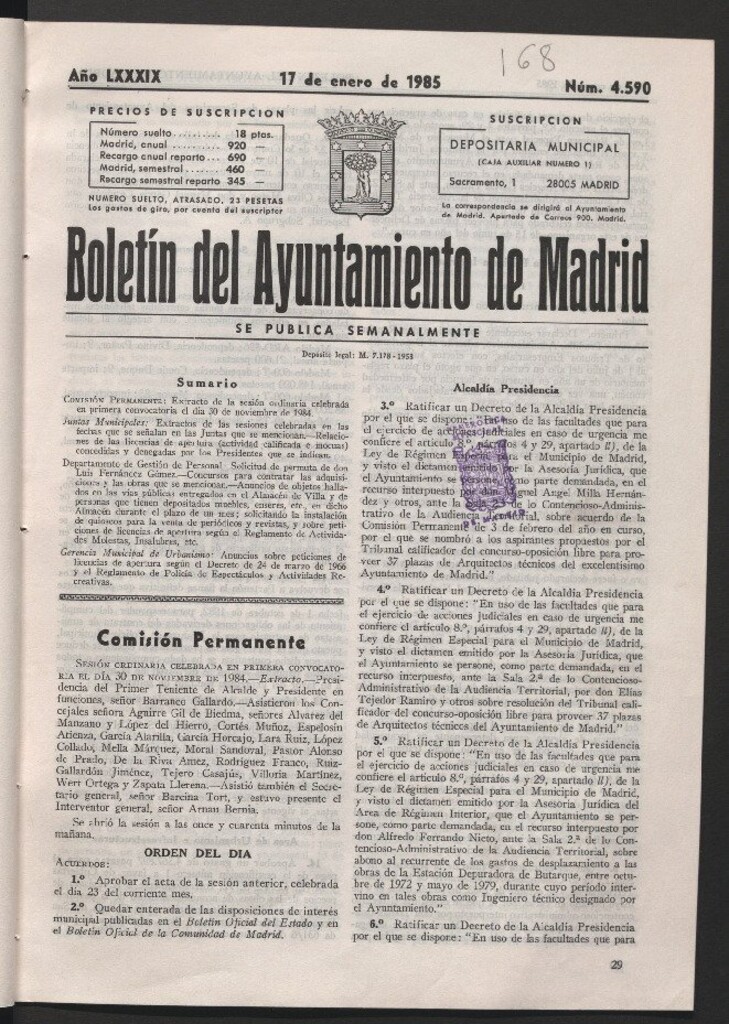 168
Año LXXXIX 17 de enero de 1985 Núm. 4.590
PRECIOS DE SUSCRIPCION
Número suelto.......... 18 ptas.
Madrid, anual .......... 920 —
Recargo anual reparto... 690 —
Madrid, semestral ....... 460 —
Recargo semestral reparto 345 —
NUMERO SUELTO, ATRASADO, 23 PESETAS
Los gastos de giro, por cuenta del suscriptor
SUSCRIPCION
DEPOSITARIA MUNICIPAL
(CAJA AUXILIAR NUMERO 1)
Sacramento, 1 28005 MADRID
La correspondencia se dirigirá al Ayuntamiento
de Madrid. Apartado de Correos 900. Madrid.
Boletín del Ayuntamiento de Madrid
SE PUBLICA SEMANALMENTE
Depósito legal: M. 7.178-1958
Sumario
COMISIÓN PERMANENTE: Extracto de la sesión ordinaria celebrada
en primera convocatoria el día 30 de noviembre de 1984.
Juntas Municipales: Extractos de las sesiones celebradas en las
fechas que se señalan en las Juntas que se mencionan.—Relacio-
nes de las licencias de apertura (actividad calificada e inocuas)
concedidas y denegadas por los Presidentes que se indican.
Departamento de Gestión de Personal: Solicitud de permuta de don
Luis Fernández Gómez.—Concursos para contratar las adquisi-
ciones y las obras que se mencionan.—Anuncios de objetos halla-
dos en las vías públicas entregados en el Almacén de Villa y de
personas que tienen depositados muebles, enseres, etc., en dicho
Almacén durante el plazo de un mes; solicitando la instalación
de quioscos para la venta de periódicos y revistas, y sobre peti-
ciones de licencias de apertura según el Reglamento de Activida-
des Molestas, Insalubres, etc.
Gerencia Municipal de Urbanismo: Anuncios sobre peticiones de
licencias de apertura según el Decreto de 24 de marzo de 1966
y el Reglamento de Policía de Espectáculos y Actividades Re-
creativas.
Comisión Permanente
SESIÓN ORDINARIA CELEBRADA EN PRIMERA CONVOCATO-
RIA EL DÍA 30 DE NOVIEMBRE DE 1984.—Extracto.—Presi-
dencia del Primer Teniente de Alcalde y Presidente en
funciones, señor Barranco Gallardo.—Asistieron los Con-
cejales señora Aguirre Gil de Biedma, señores Alvarez del
Manzano y López del Hierro, Cortés Muñoz, Espelosín
Atienza, García Alarilla, García Horcajo, Lara Ruiz, López
Collado, Mella Márquez, Moral Sandoval, Pastor Alonso
de Prado, De la Riva Amez, Rodríguez Franco, Ruiz-
Gallardón Jiménez, Tejero Casajús, Villoria Martínez,
Wert Ortega y Zapata Llerena.—Asistió también el Secre-
tario general, señor Barcina Tort, y estuvo presente el
Interventor general, señor Arnau Bernia.
Se abrió la sesión a las once y cuarenta minutos de la
mañana.
ORDEN DEL DIA
ACUERDOS:
1.º Aprobar el acta de la sesión anterior, celebrada
el día 23 del corriente mes.
2.º Quedar enterada de las disposiciones de interés
municipal publicadas en el Boletín Oficial del Estado y en
el Boletín Oficial de la Comunidad de Madrid.
Alcaldía Presidencia
3.º Ratificar un Decreto de la Alcaldía Presidencia
por el que se dispone: uso de las facultades que para
el ejercicio de acciones judiciales en caso de urgencia me
confiere el artículo 8.º, párrafos 4 y 29, apartado ll), de la
Ley de Régimen Especial para el Municipio de Madrid,
y visto el dictamen emitido por la Asesoría Jurídica, que
el Ayuntamiento se persone, como parte demandada, en el
recurso interpuesto por don Miguel Angel Milla Hernán-
dez y otros, ante la Sala de lo Contencioso-Adminis-
trativo de la Audiencia Territorial, sobre acuerdo de la
Comisión Permanente de 3 de febrero del año en curso,
por el que se nombró a los aspirantes propuestos por el
Tribunal calificador del concurso-oposición libre para pro-
veer 37 plazas de Arquitectos técnicos del excelentísimo
Ayuntamiento de Madrid."
4.º Ratificar un Decreto de la Alcaldía Presidencia
por el que se dispone: "En uso de las facultades que para
el ejercicio de acciones judiciales en caso de urgencia me
confiere el artículo 8.º, párrafos 4 y 29, apartado ll), de la
Ley de Régimen Especial para el Municipio de Madrid,
y visto el dictamen emitido por la Asesoría Jurídica, que
el Ayuntamiento se persone, como parte demandada, en el
recurso interpuesto, ante la Sala 2.ª de lo Contencioso-
Administrativo de la Audiencia Territorial, por don Elías
Tejedor Ramiro y otros sobre resolución del Tribunal cali-
ficador del concurso-oposición libre para proveer 37 plazas
de Arquitectos técnicos del Ayuntamiento de Madrid."
5.º Ratificar un Decreto de la Alcaldía Presidencia
por el que se dispone: "En uso de las facultades que para
el ejercicio de acciones judiciales en caso de urgencia me
confiere el artículo 8.º, párrafos 4 y 29, apartado ll), de la
Ley de Régimen Especial para el Municipio de Madrid,
y visto el dictamen emitido por la Asesoría Jurídica del
Area de Régimen Interior, que el Ayuntamiento se per-
sone, como parte demandada, en el recurso interpuesto por
don Alfredo Ferrando Nieto, ante la Sala 2.ª de lo Con-
tencioso-Administrativo de la Audiencia Territorial, sobre
abono al recurrente de los gastos de desplazamiento a las
obras de la Estación Depuradora de Butarque, entre octu-
bre de 1972 y mayo de 1979, durante cuyo período inter-
vino en tales obras como Ingeniero técnico designado por
el Ayuntamiento."
6.º Ratificar un Decreto de la Alcaldía Presidencia
por el que se dispone: "En uso de las facultades que para
29